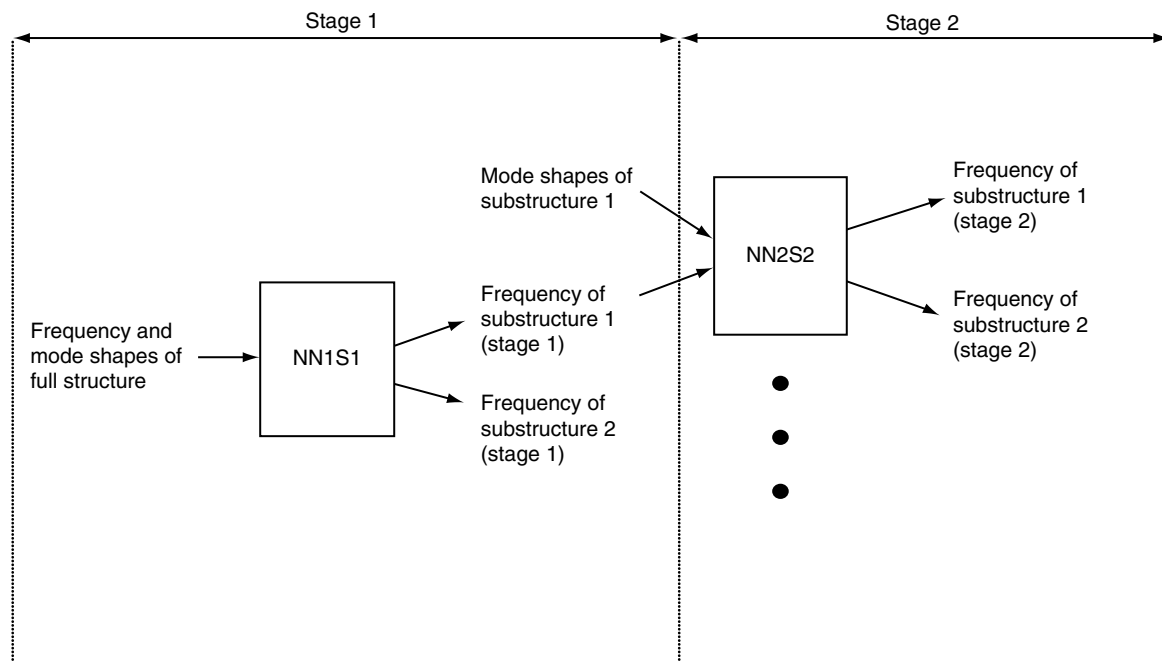 Stage 1
Stage 2
Frequency and
mode shapes of
full structure
NN1S1
Mode shapes of
substructure 1
Frequency of
substructure 1
(stage 1)
Frequency of
substructure 2
(stage 1)
NN2S2
Frequency of
substructure 1
(stage 2)
Frequency of
substructure 2
(stage 2)